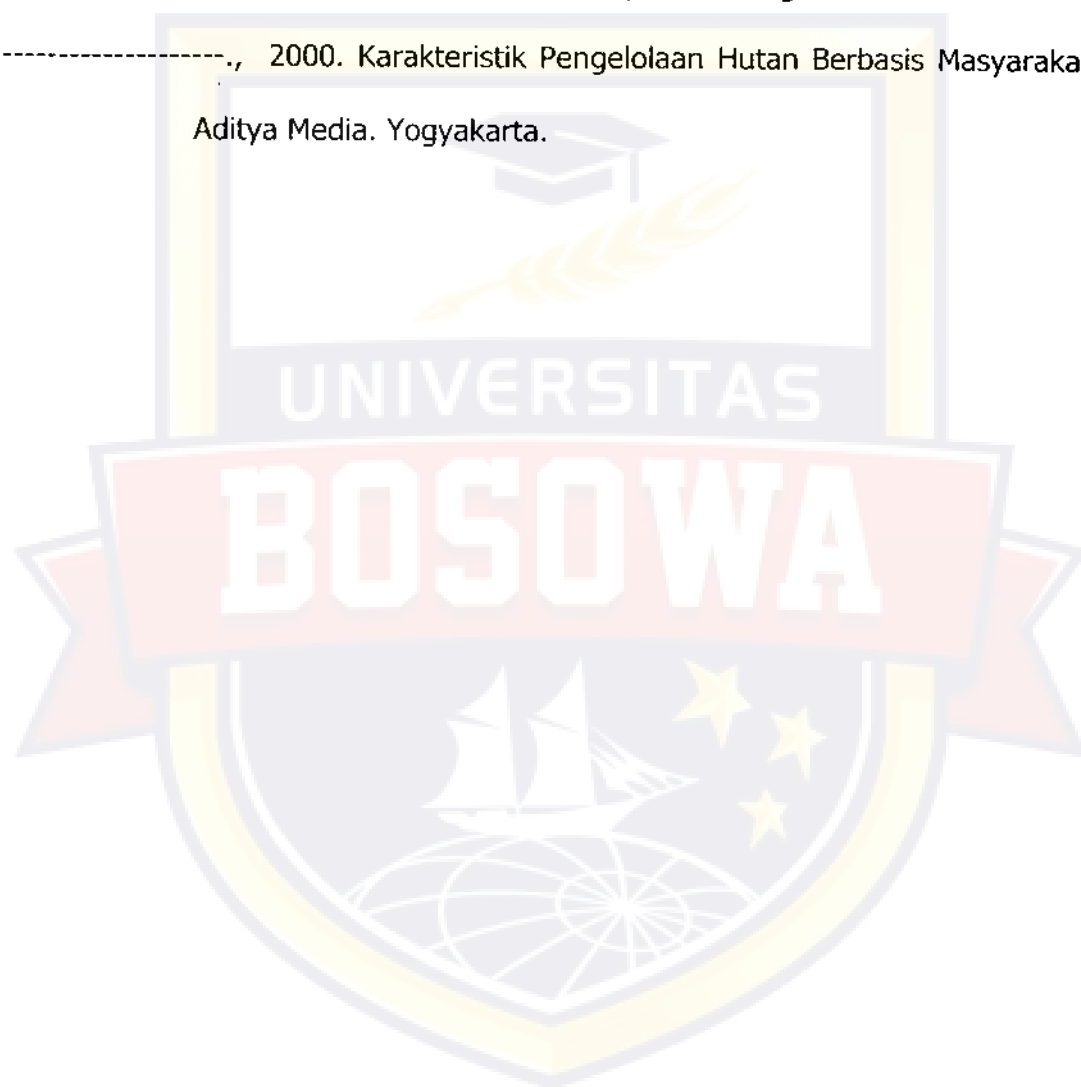 -----------------------., 2000. Karakteristik Pengelolaan Hutan Berbasis Masyaraka
Aditya Media. Yogyakarta.
UNIVERSITAS
BOSOWA